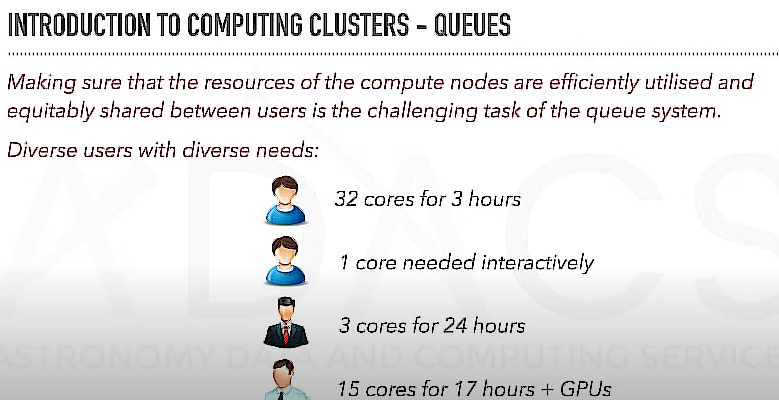 INTRODUCTION TO COMPUTING CLUSTERS – QUEUES
Making sure that the resources of the compute nodes are efficiently utilised and
equitably shared between users is the challenging task of the queue system.
Diverse users with diverse needs:
32 cores for 3 hours
1 core needed interactively
3 cores for 24 hours
15 cores for 17 hours + GPUs
ADACS
ASTRONOMY DATA AND COMPUTING SERVICE